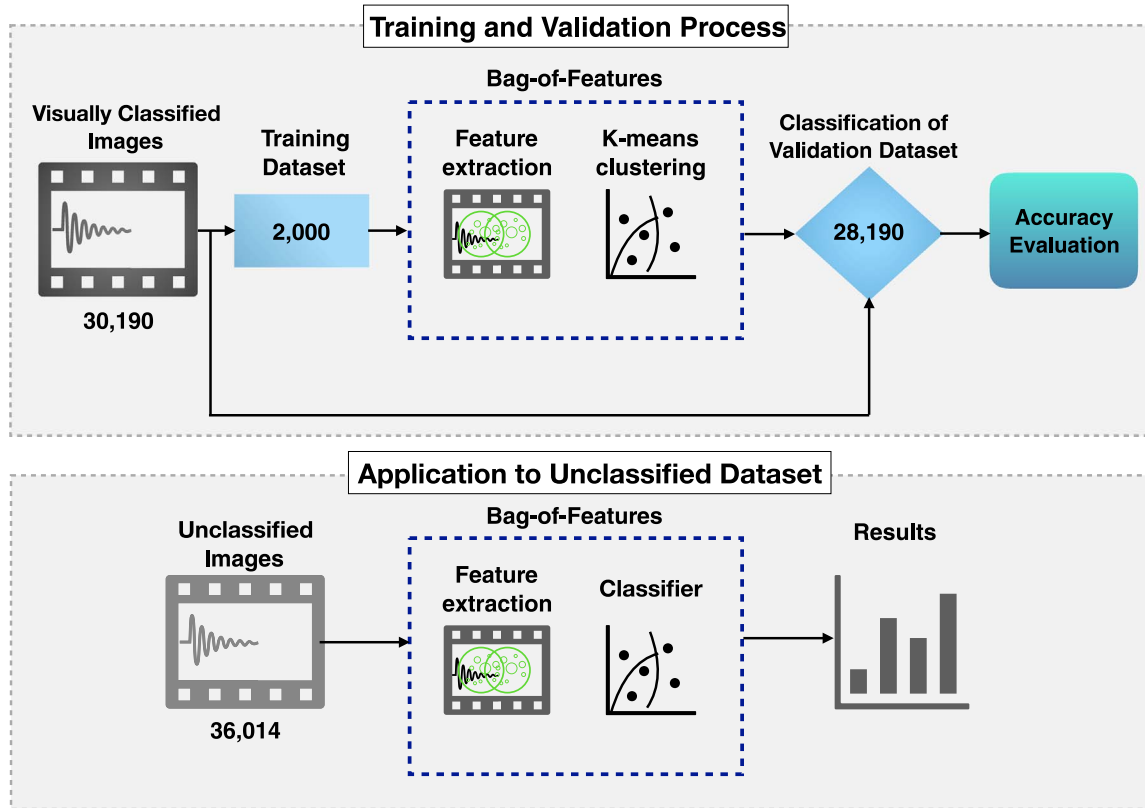 Training and Validation Process
Bag-of-Features
Visually Classified
Images
30,190
Training
Dataset
2,000
Feature
extraction
K-means
clustering
Classification of
Validation Dataset
28,190
Accuracy
Evaluation
Application to Unclassified Dataset
Bag-of-Features
Unclassified
Images
36,014
Feature
extraction
Classifier
Results